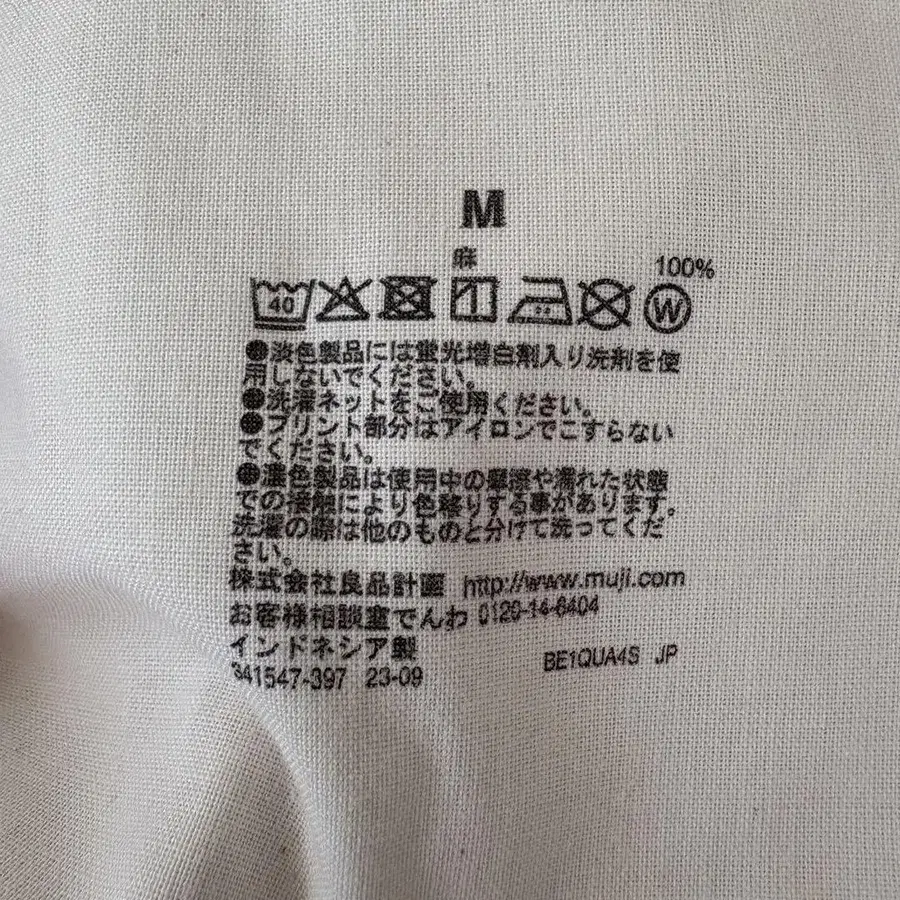 M
麻 100%
40
W
●淡色製品には蛍光増白剤入り洗剤を使
用しないでください。
●洗濯ネットをご使用ください。
●プリント部分はアイロンでこすらない
でください。
●濃色製品は使用中の摩擦や濡れた状態
での接触により色移りする事があります。
洗濯の際は他のものと分けて洗ってくだ
さい。
株式会社良品計画 http://www.muji.com
お客様相談室でんわ 0120-14-6404
インドネシア製
341547-397 23-09 BE1QUA4S JP